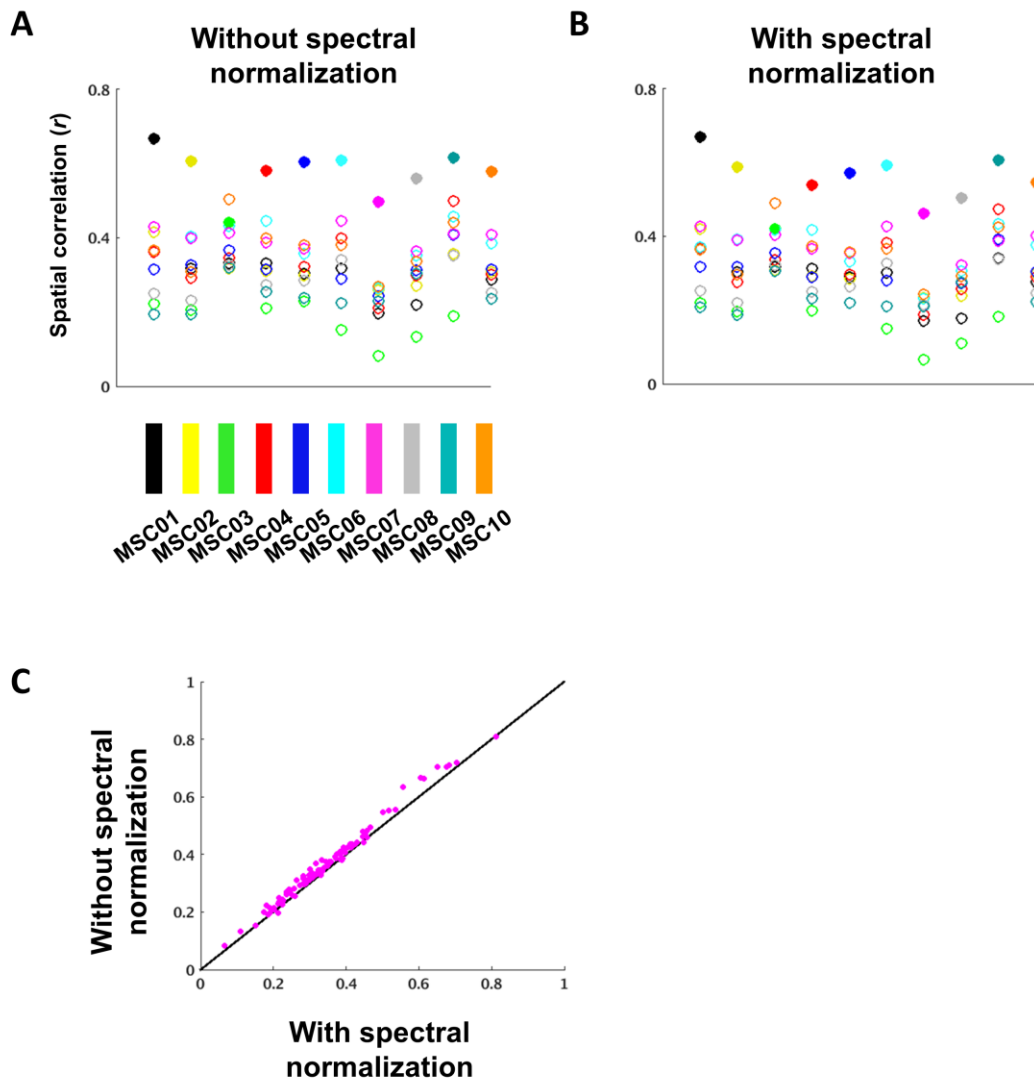 A
Without spectral
normalization
B
With spectral
normalization
Spatial correlation (r)
0.8
0.4
0
0.8
0.4
0
MSC01
MSC02
MSC03
MSC04
MSC05
MSC06
MSC07
MSC08
MSC09
MSC10
C
Without spectral
normalization
1
0.8
0.6
0.4
0.2
0
0
0.2
0.4
0.6
0.8
1
With spectral
normalization